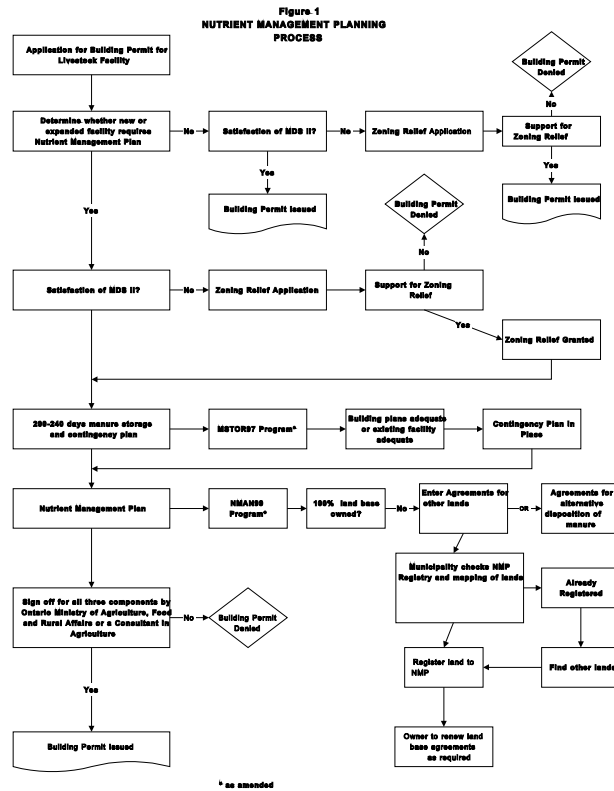 Figure 1
NUTRIENT MANAGEMENT PLANNING
PROCESS
Application for Building Permit for
Livestock Facility
Building Permit
Denied
No
Determine whether new or
expanded facility requires
Nutrient Management Plan
No
Satisfaction of MDS II?
No
Zoning Relief Application
Support for
Zoning Relief
Yes
Yes
Building Permit Issued
Building Permit Issued
Yes
Building Permit
Denied
No
Satisfaction of MDS II?
No
Zoning Relief Application
Support for Zoning
Relief
Yes
Zoning Relief Granted
200-240 days manure storage
and contingency plan
MSTOR97 Program
Building plans adequate
or existing facility
adequate
Contingency Plan in
Place
Nutrient Management Plan
NMAN98
Program
100% land base
owned?
No
Enter Agreements for
other lands
OR
Agreements for
alternative
disposition of
manure
Municipality checks NMP
Registry and mapping of lands
Already
Registered
Sign off for all three components by
Ontario Ministry of Agriculture, Food
and Rural Affairs or a Consultant in
Agriculture
No
Building Permit
Denied
Register land to
NMP
Find other lands
Yes
Building Permit Issued
Owner to renew land
base agreements
as required
as amended